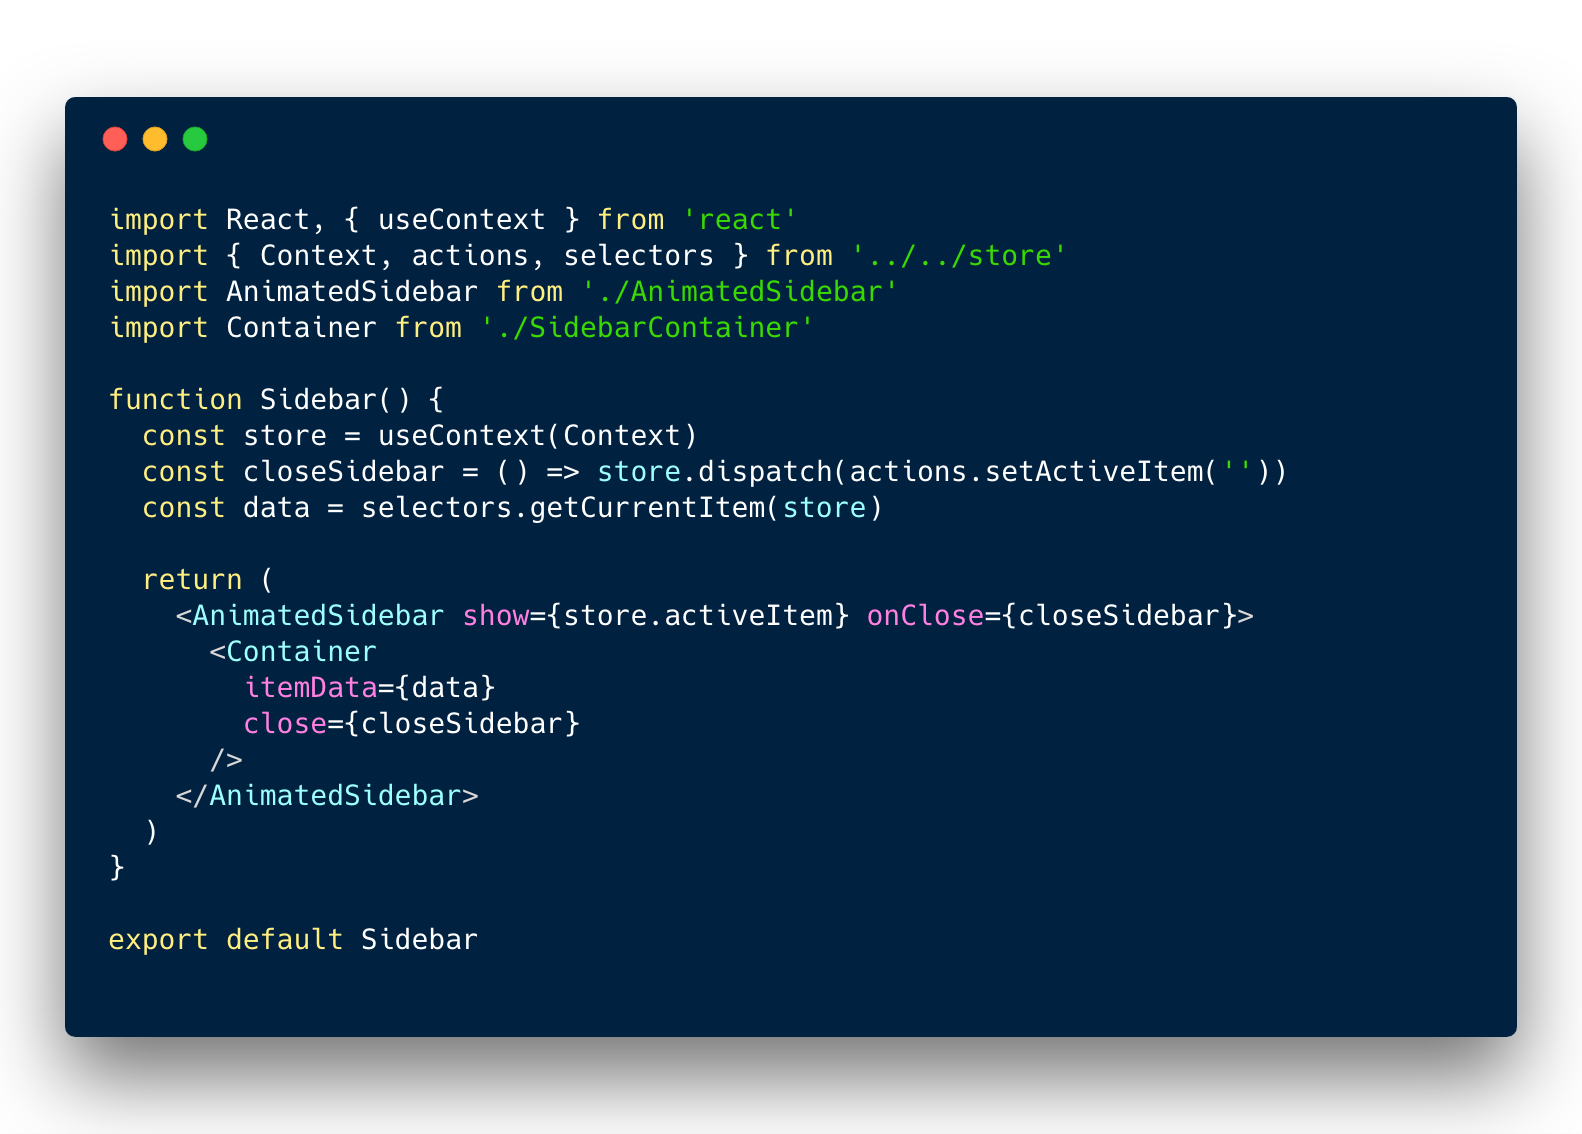 import React, { useContext } from 'react'
import { Context, actions, selectors } from '../../store'
import AnimatedSidebar from './AnimatedSidebar'
import Container from './SidebarContainer'

function Sidebar() {
  const store = useContext(Context)
  const closeSidebar = () => store.dispatch(actions.setActiveItem(''))
  const data = selectors.getCurrentItem(store)

  return (
    <AnimatedSidebar show={store.activeItem} onClose={closeSidebar}>
      <Container
        itemData={data}
        close={closeSidebar}
      />
    </AnimatedSidebar>
  )
}

export default Sidebar